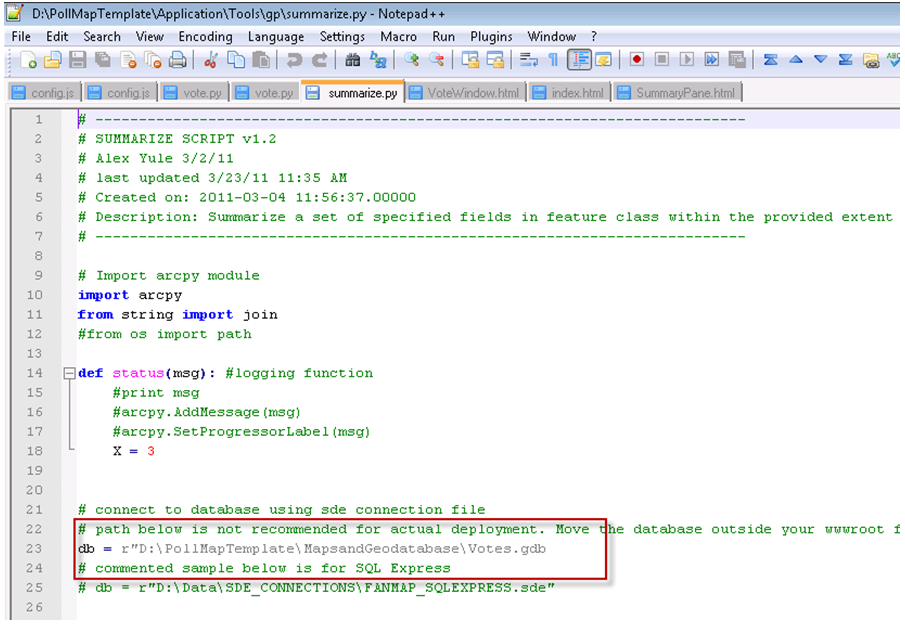 D:\PollMapTemplate\Application\Tools\gp\summarize.py - Notepad++
File Edit Search View Encoding Language Settings Macro Run Plugins Window ?
config.js config.js vote.py vote.py summarize.py VoteWindow.html index.html SummaryPane.html
1 # ---------------------------------------------------------------------------
2 # SUMMARIZE SCRIPT v1.2
3 # Alex Yule 3/2/11
4 # last updated 3/23/11 11:35 AM
5 # Created on: 2011-03-04 11:56:37.00000
6 # Description: Summarize a set of specified fields in feature class within the provided extent
7 # ---------------------------------------------------------------------------
8
9 # Import arcpy module
10 import arcpy
11 from string import join
12 #from os import path
13
14 def status(msg): #logging function
15 #print msg
16 #arcpy.AddMessage(msg)
17 #arcpy.SetProgressorLabel(msg)
18 X = 3
19
20
21 # connect to database using sde connection file
22 # path below is not recommended for actual deployment. Move the database outside your wwwroot f
23 db = r"D:\PollMapTemplate\MapsandGeodatabase\Votes.gdb
24 # commented sample below is for SQL Express
25 # db = r"D:\Data\SDE_CONNECTIONS\FANMAP_SQLEXPRESS.sde"
26